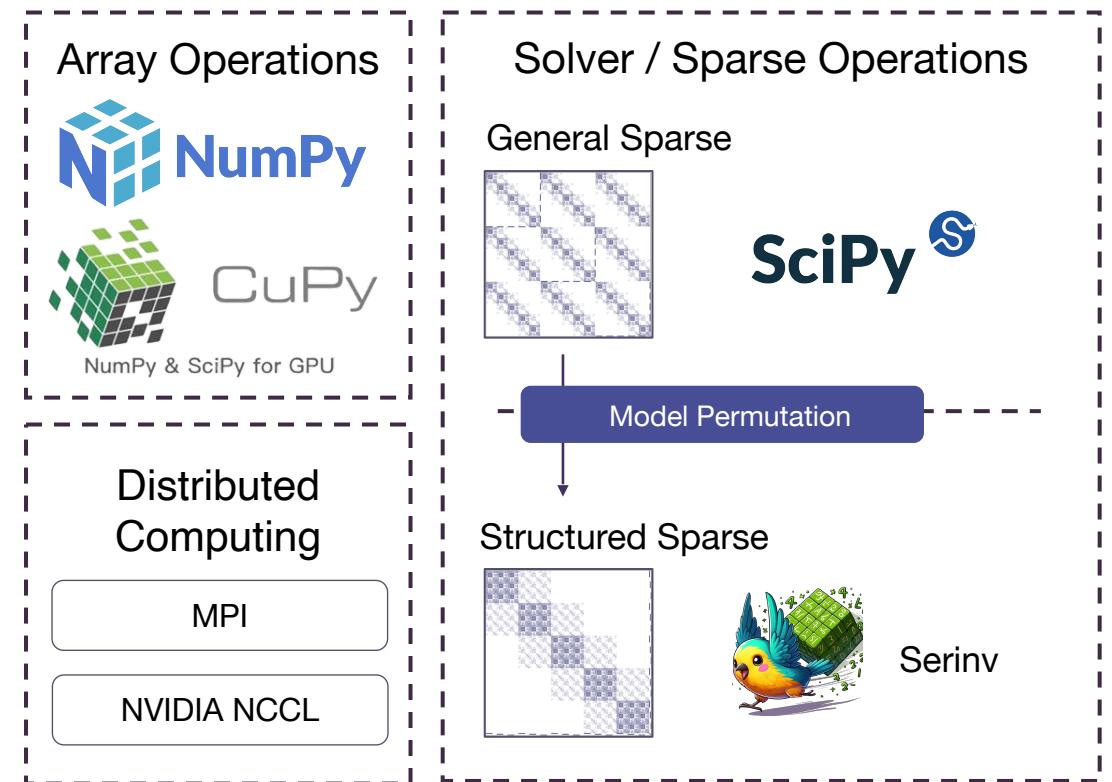 Array Operations
NumPy
CuPy
NumPy & SciPy for GPU
Distributed
Computing
MPI
NVIDIA NCCL
Solver / Sparse Operations
General Sparse
SciPy
Model Permutation
Structured Sparse
Serinv